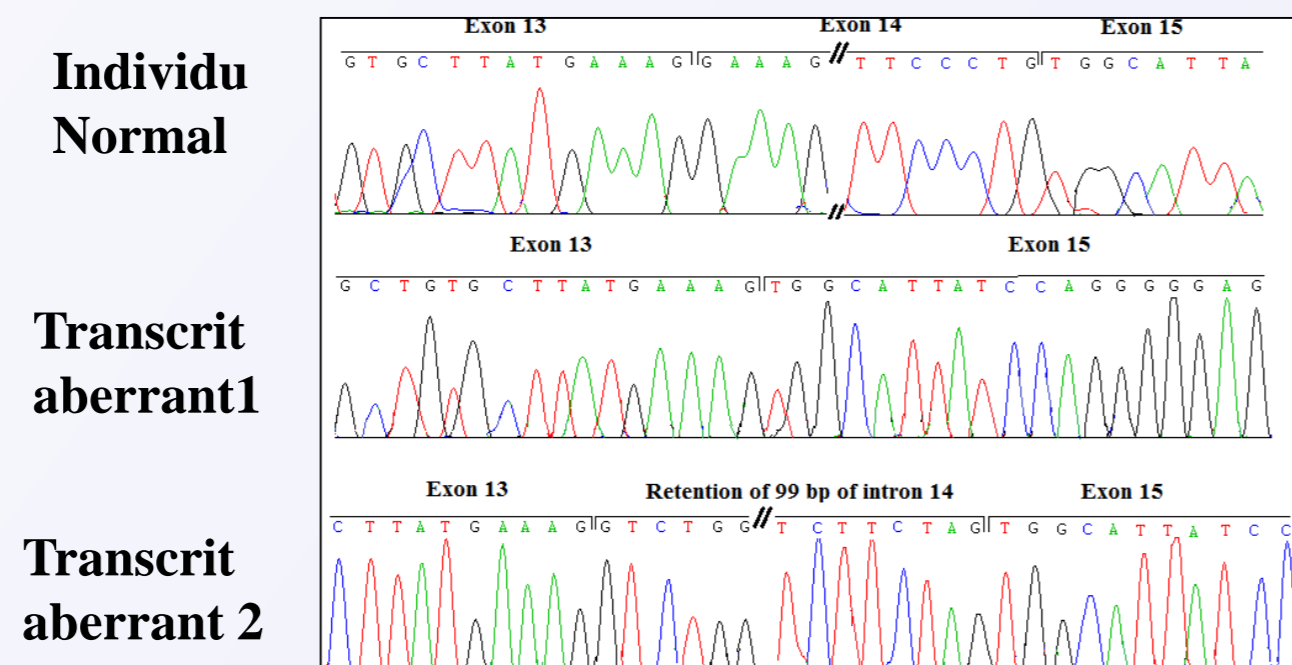 Individu
Normal
Exon 13 Exon 14 Exon 15
G T G C T T A T G A A A G G A A A G // T T C C C T G T G G C A T T A
Transcrit
aberrant1
Exon 13 Exon 15
G C T G T G C T T A T G A A A G T G G C A T T A T C C A G G G G G A G
Transcrit
aberrant 2
Exon 13 Retention of 99 bp of intron 14 Exon 15
C T T A T G A A A G G T C T G G // T C T T C T A G T G G C A T T A T C C